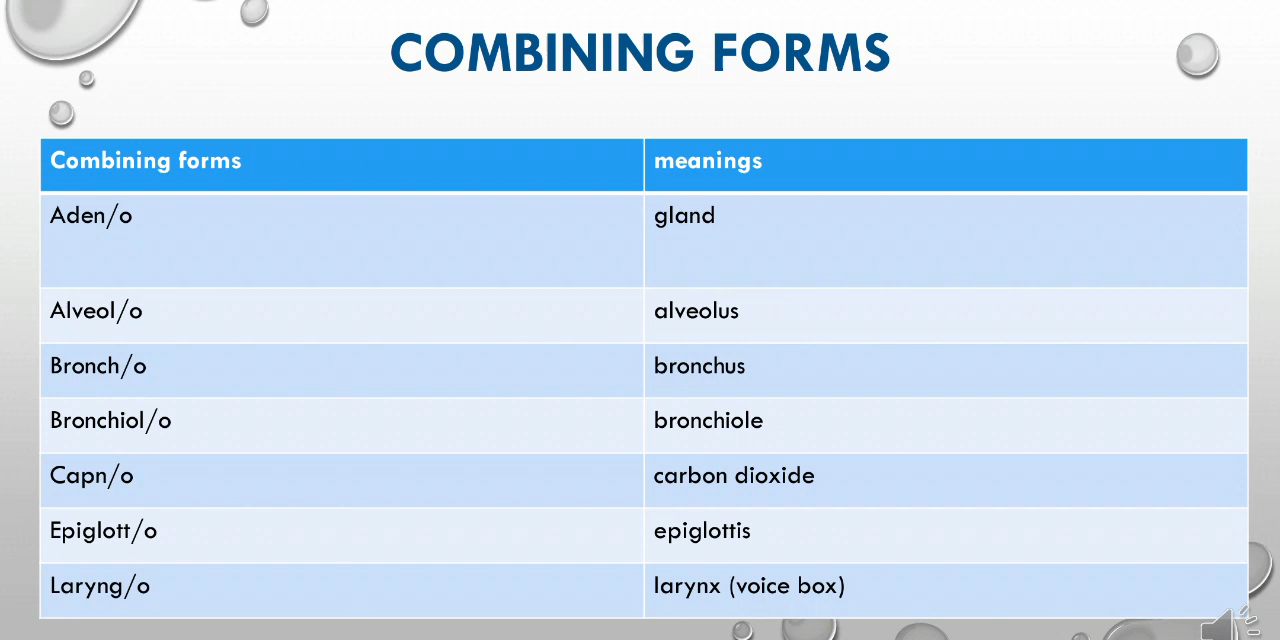 COMBINING FORMS
Combining forms meanings
Aden/o gland
Alveol/o alveolus
Bronch/o bronchus
Bronchiol/o bronchiole
Capn/o carbon dioxide
Epiglott/o epiglottis
Laryng/o larynx (voice box)